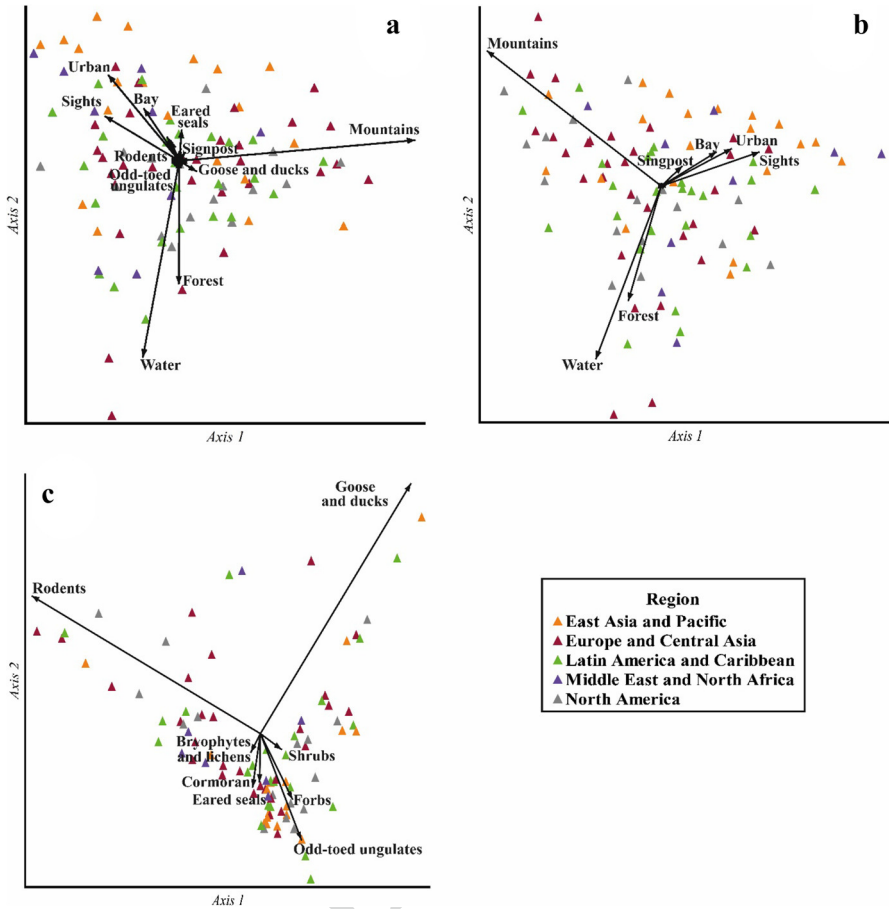 a
Urban
Bay
Sights
Eared
seals
Mountains
Signpost
Rodents
Goose and ducks
Odd-toed
ungulates
Forest
Water
Axis 2
Axis 1
b
Mountains
Bay
Urban
Singpost
Sights
Forest
Water
Axis 2
Axis 1
c
Goose
and ducks
Rodents
Bryophytes
and lichens
Shrubs
Cormoran
Eared seals
Forbs
Odd-toed ungulates
Axis 2
Axis 1
Region
East Asia and Pacific
Europe and Central Asia
Latin America and Caribbean
Middle East and North Africa
North America